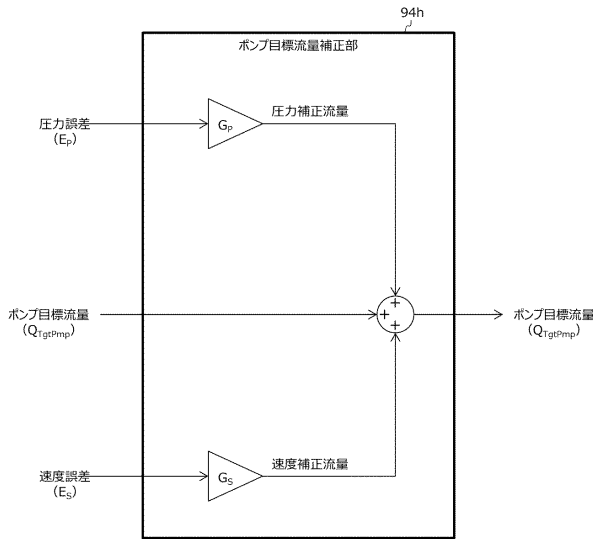 94h
ポンプ目標流量補正部
圧力誤差
(EP)
GP
圧力補正流量
+
ポンプ目標流量
(QTgtPmp)
+
+
ポンプ目標流量
(QTgtPmp)
速度誤差
(ES)
GS
速度補正流量